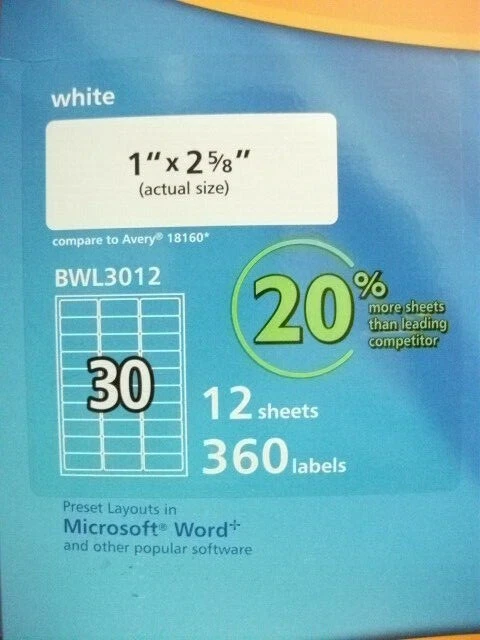 white
1" x 2 5/8"
(actual size)
compare to Avery® 18160*
BWL3012
30
20%
more sheets
than leading
competitor
12 sheets
360 labels
Preset Layouts in
Microsoft® Word⁺
and other popular software